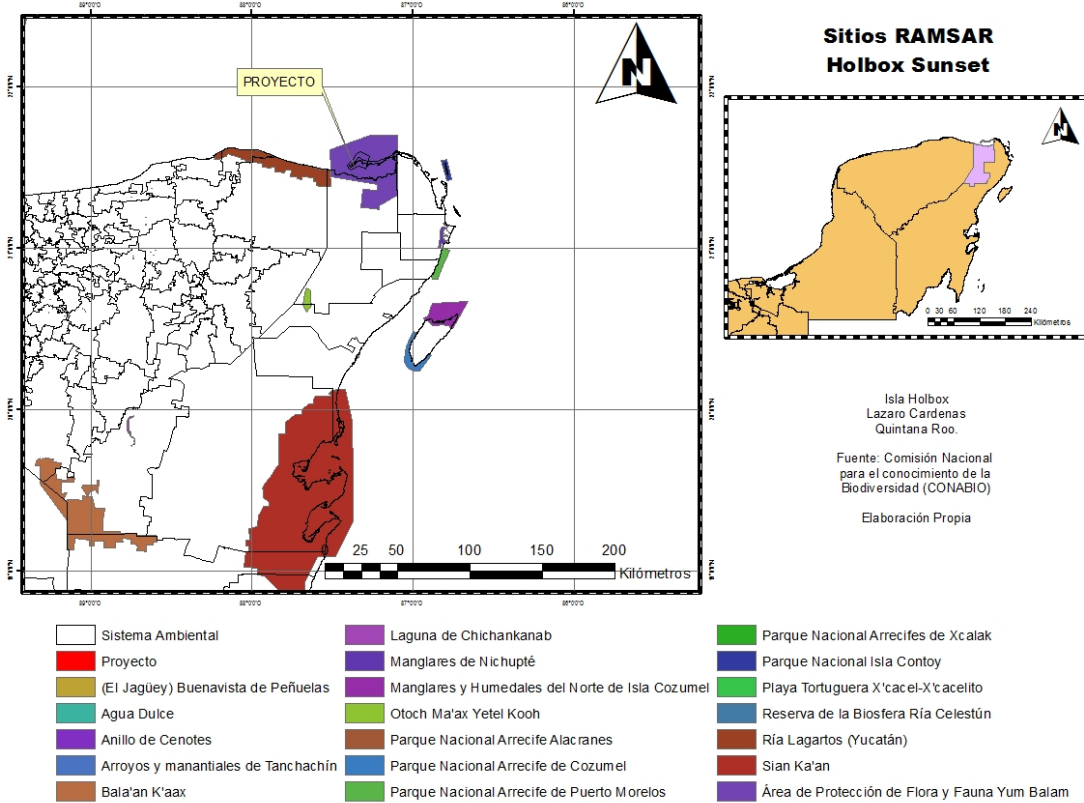 Sitios RAMSAR
Holbox Sunset
PROYECTO
N
N
0 30 60 120 180 240
Kilómetros
Isla Holbox
Lazaro Cardenas
Quintana Roo.
Fuente: Comisión Nacional
para el conocimiento de la
Biodiversidad (CONABIO)
Elaboración Propia
0 25 50 100 150 200
Kilómetros
Sistema Ambiental
Proyecto
(El Jagüey) Buenavista de Peñuelas
Agua Dulce
Anillo de Cenotes
Arroyos y manantiales de Tanchachín
Bala'an K'aax
Laguna de Chichankanab
Manglares de Nichupté
Manglares y Humedales del Norte de Isla Cozumel
Otoch Ma'ax Yetel Kooh
Parque Nacional Arrecife Alacranes
Parque Nacional Arrecife de Cozumel
Parque Nacional Arrecife de Puerto Morelos
Parque Nacional Arrecifes de Xcalak
Parque Nacional Isla Contoy
Playa Tortuguera X'cacel-X'cacelito
Reserva de la Biosfera Ría Celestún
Ría Lagartos (Yucatán)
Sian Ka'an
Área de Protección de Flora y Fauna Yum Balam